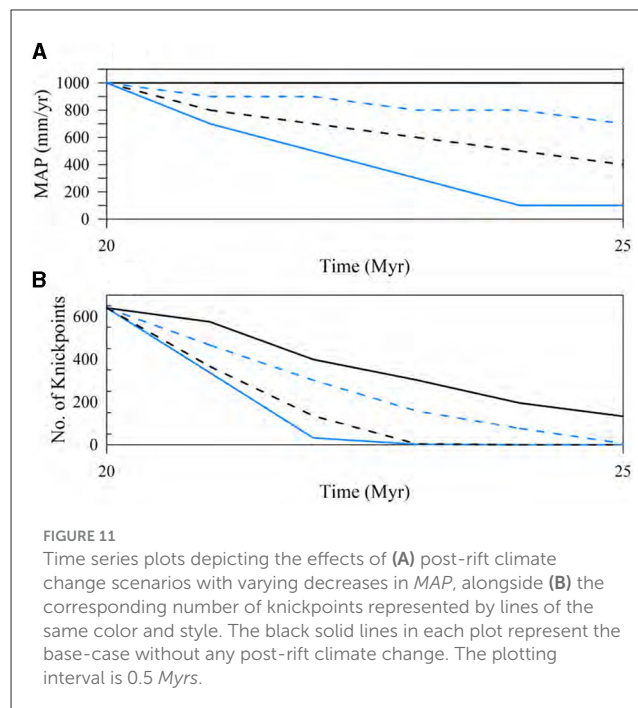 A
1000
800
600
400
200
0
MAP (mm/yr)
20
25
Time (Myr)
B
600
400
200
0
No. of Knickpoints
20
25
Time (Myr)
FIGURE 11
Time series plots depicting the effects of (A) post-rift climate
change scenarios with varying decreases in MAP, alongside (B) the
corresponding number of knickpoints represented by lines of the
same color and style. The black solid lines in each plot represent the
base-case without any post-rift climate change. The plotting
interval is 0.5 Myrs.